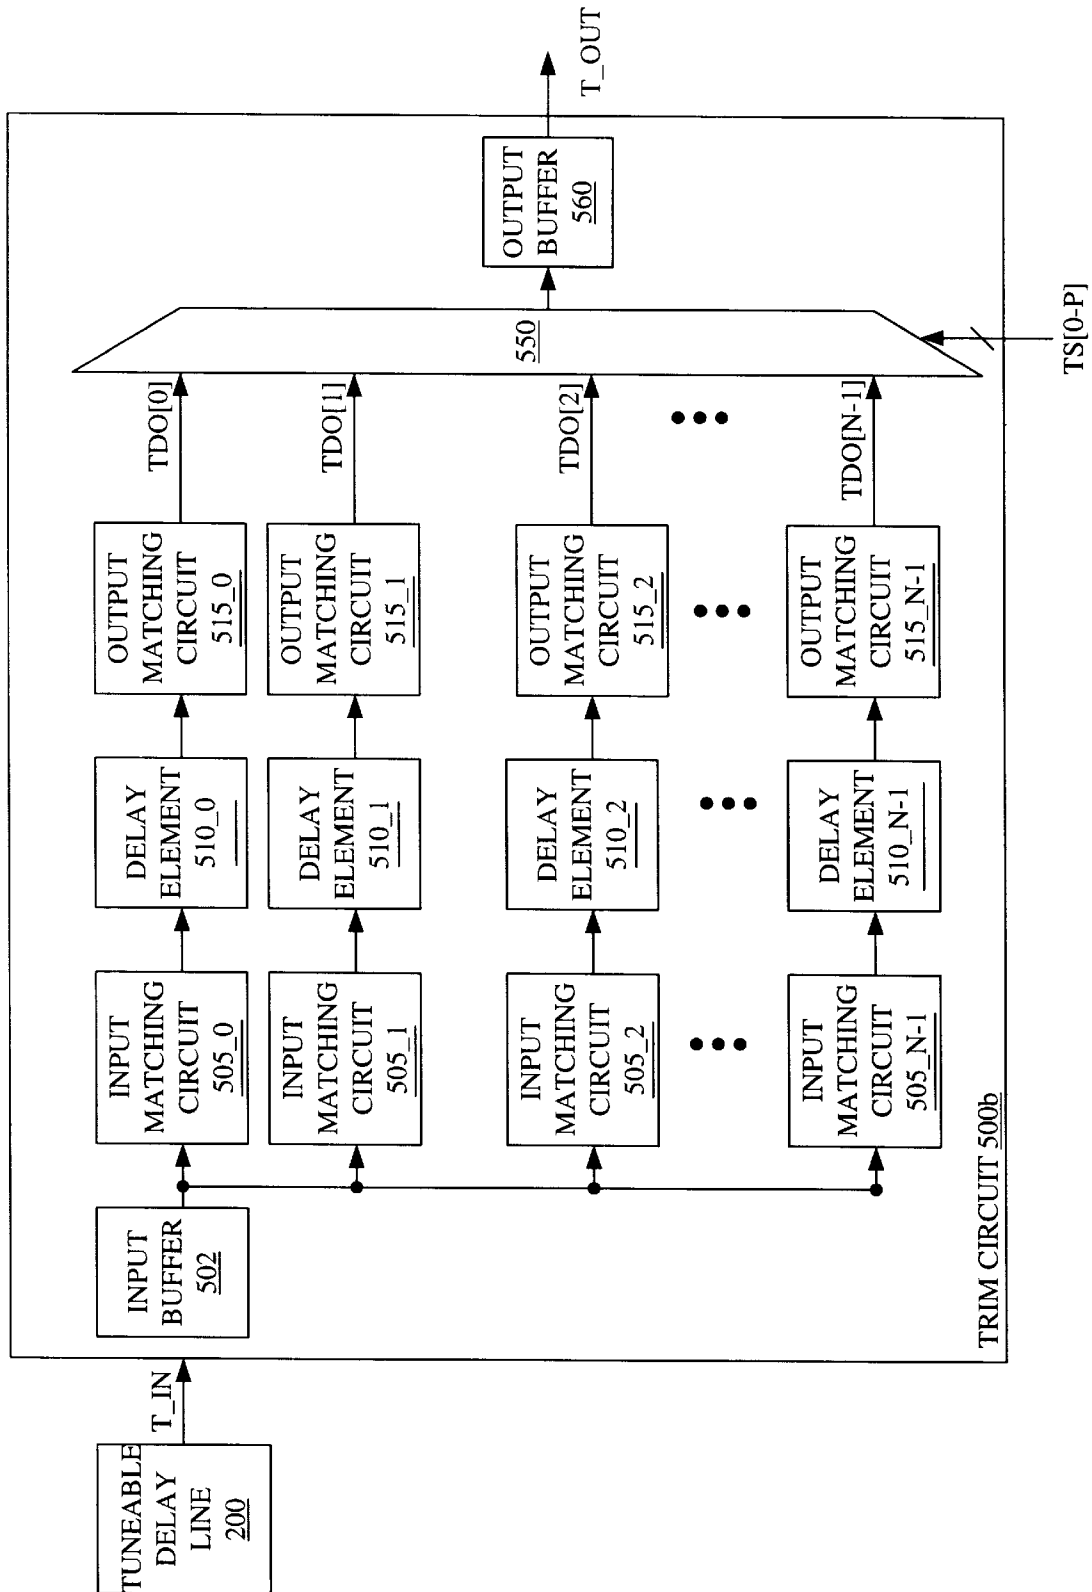 TUNEABLE
DELAY
LINE
200
T_IN
INPUT
BUFFER
502
INPUT
MATCHING
CIRCUIT
505_0
DELAY
ELEMENT
510_0
OUTPUT
MATCHING
CIRCUIT
515_0
TDO[0]
INPUT
MATCHING
CIRCUIT
505_1
DELAY
ELEMENT
510_1
OUTPUT
MATCHING
CIRCUIT
515_1
TDO[1]
INPUT
MATCHING
CIRCUIT
505_2
DELAY
ELEMENT
510_2
OUTPUT
MATCHING
CIRCUIT
515_2
TDO[2]
INPUT
MATCHING
CIRCUIT
505_N-1
DELAY
ELEMENT
510_N-1
OUTPUT
MATCHING
CIRCUIT
515_N-1
TDO[N-1]
550
OUTPUT
BUFFER
560
T_OUT
TS[0-P]
TRIM CIRCUIT 500b